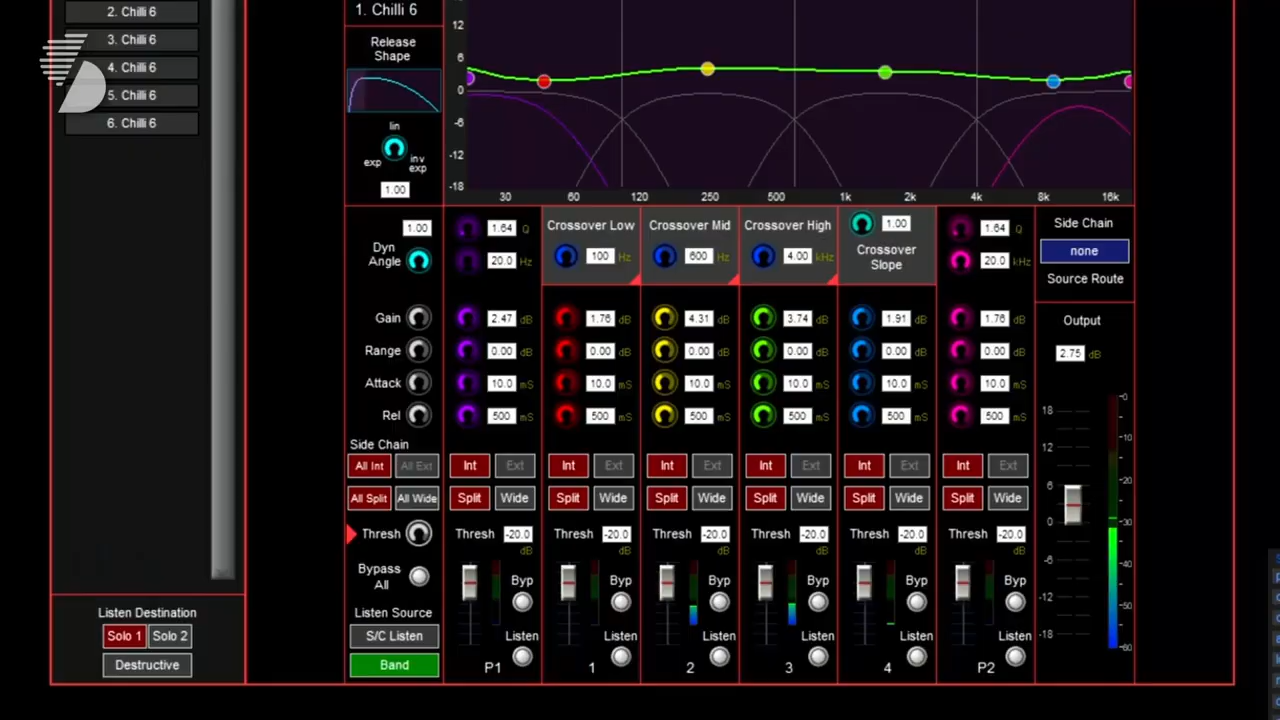 2. Chilli 6
3. Chilli 6
4. Chilli 6
5. Chilli 6
6. Chilli 6
Listen Destination
Solo 1 Solo 2
Destructive
1. Chilli 6
Release
Shape
lin
exp
inv
exp
1.00
12
6
0
-6
-12
-18
30 60 120 250 500 1k 2k 4k 8k 16k
1.00
Dyn
Angle
1.64 Q
20.0 Hz
Crossover Low
100 Hz
Crossover Mid
600 Hz
Crossover High
4.00 kHz
1.00
Crossover
Slope
1.64 Q
20.0 kHz
Side Chain
none
Source Route
Gain 2.47 dB 1.76 dB 4.31 dB 3.74 dB 1.91 dB 1.76 dB
Range 0.00 dB 0.00 dB 0.00 dB 0.00 dB 0.00 dB 0.00 dB
Attack 10.0 mS 10.0 mS 10.0 mS 10.0 mS 10.0 mS 10.0 mS
Rel 500 mS 500 mS 500 mS 500 mS 500 mS 500 mS
Side Chain
All Int All Ext Int Ext Int Ext Int Ext Int Ext Int Ext Int Ext
All Split All Wide Split Wide Split Wide Split Wide Split Wide Split Wide Split Wide
Thresh Thresh -20.0 Thresh -20.0 Thresh -20.0 Thresh -20.0 Thresh -20.0 Thresh -20.0
dB dB dB dB dB dB
Bypass
All
Byp Byp Byp Byp Byp Byp
Listen Source
S/C Listen
Listen Listen Listen Listen Listen Listen
Band
P1 1 2 3 4 P2
Output
2.75 dB
18
12
6
0
-6
-12
-18
-0
-10
-20
-30
-40
-50
-60